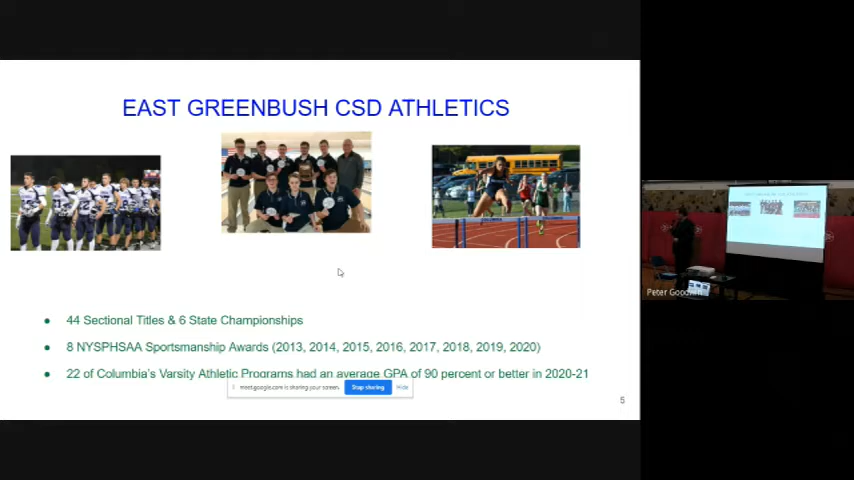 EAST GREENBUSH CSD ATHLETICS
● 44 Sectional Titles & 6 State Championships
● 8 NYSPHSAA Sportsmanship Awards (2013, 2014, 2015, 2016, 2017, 2018, 2019, 2020)
● 22 of Columbia's Varsity Athletic Programs had an average GPA of 90 percent or better in 2020-21
meet.google.com is sharing your screen. Stop sharing Hide
5
Peter